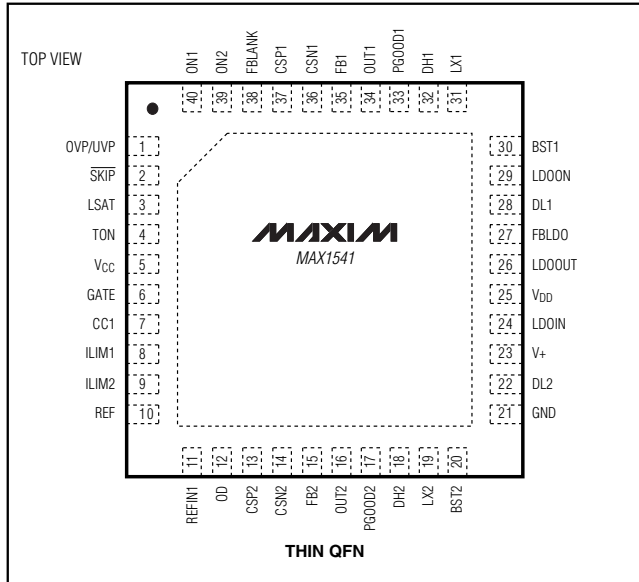 TOP VIEW
ON1
ON2
FBLANK
CSP1
CSN1
FB1
OUT1
PGOOD1
DH1
LX1
40
39
38
37
36
35
34
33
32
31
OVP/UVP 1
SKIP 2
LSAT 3
TON 4
VCC 5
GATE 6
CC1 7
ILIM1 8
ILIM2 9
REF 10
MAXIM
MAX1541
30 BST1
29 LDOON
28 DL1
27 FBLDO
26 LDOOUT
25 VDD
24 LDOIN
23 V+
22 DL2
21 GND
11
12
13
14
15
16
17
18
19
20
REFIN1
OD
CSP2
CSN2
FB2
OUT2
PGOOD2
DH2
LX2
BST2
THIN QFN